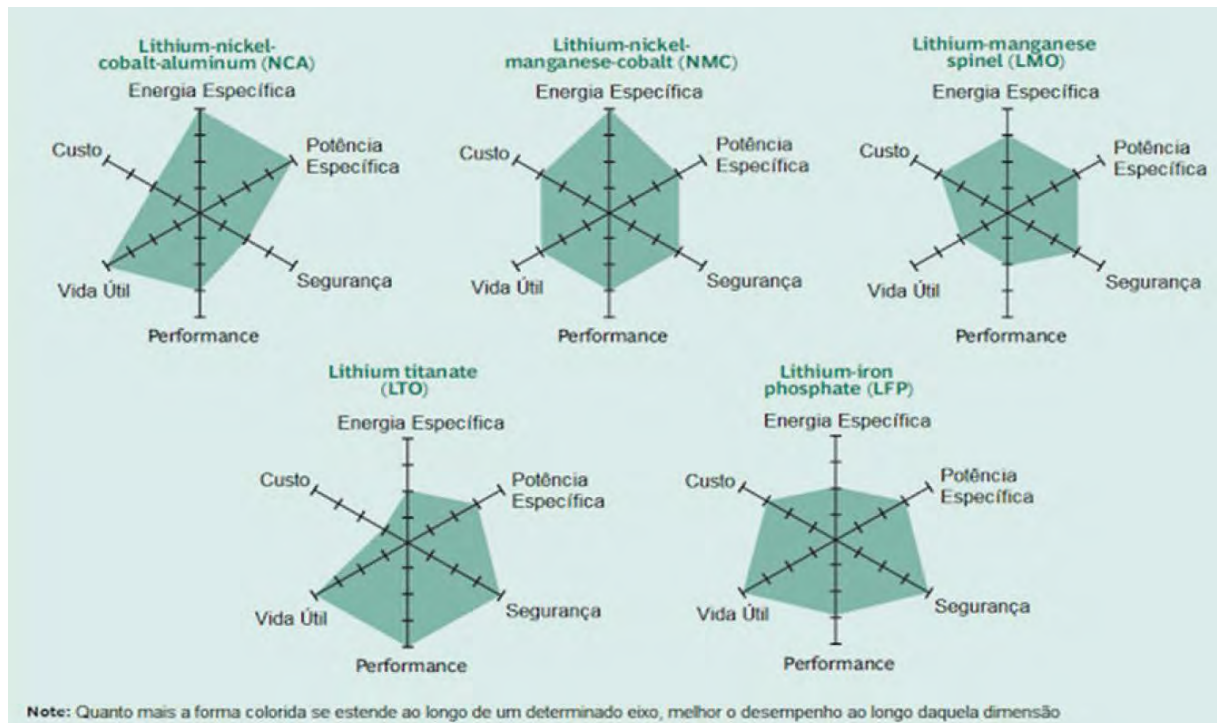 Lithium-nickel-
cobalt-aluminum (NCA)
Energia Específica
Custo
Potência
Específica
Vida Útil
Segurança
Performance
Lithium-nickel-
manganese-cobalt (NMC)
Energia Específica
Custo
Potência
Específica
Vida Útil
Segurança
Performance
Lithium-manganese
spinel (LMO)
Energia Específica
Custo
Potência
Específica
Vida Útil
Segurança
Performance
Lithium titanate
(LTO)
Energia Específica
Custo
Potência
Específica
Vida Útil
Segurança
Performance
Lithium-iron
phosphate (LFP)
Energia Específica
Custo
Potência
Específica
Vida Útil
Segurança
Performance
Note: Quanto mais a forma colorida se estende ao longo de um determinado eixo, melhor o desempenho ao longo daquela dimensão